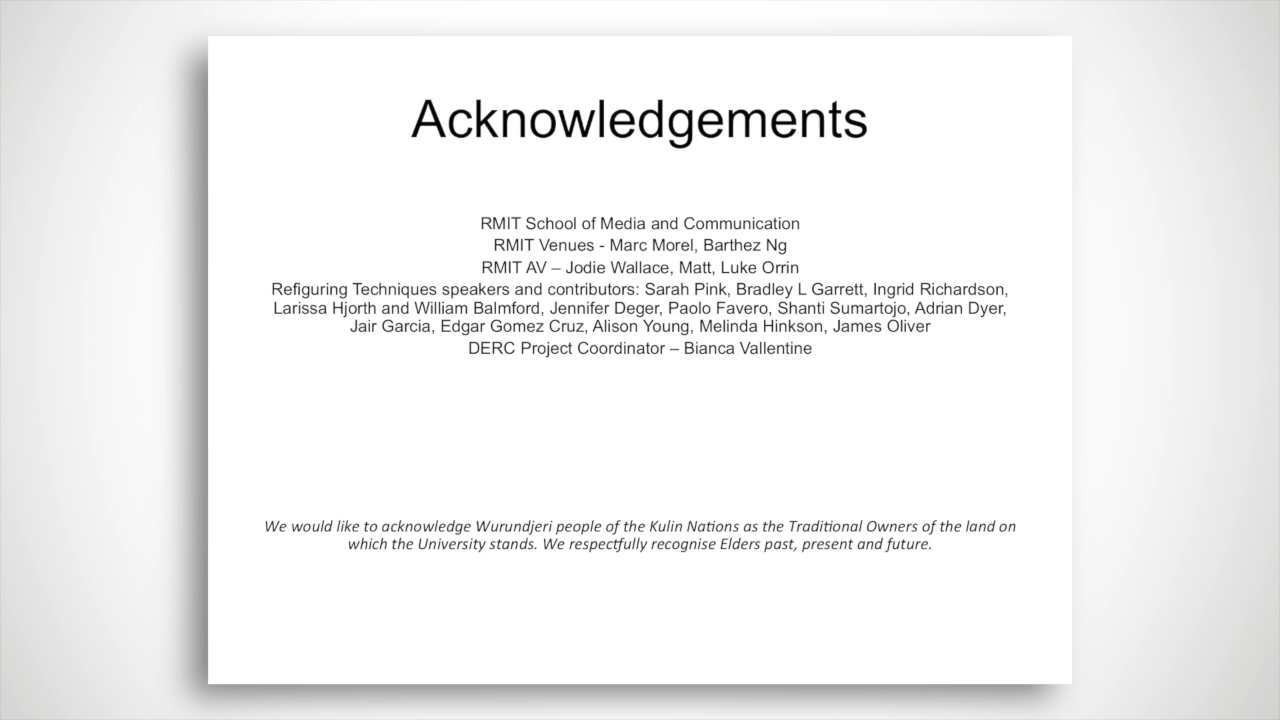 Acknowledgements
RMIT School of Media and Communication
RMIT Venues - Marc Morel, Barthez Ng
RMIT AV – Jodie Wallace, Matt, Luke Orrin
Refiguring Techniques speakers and contributors: Sarah Pink, Bradley L Garrett, Ingrid Richardson,
Larissa Hjorth and William Balmford, Jennifer Deger, Paolo Favero, Shanti Sumartojo, Adrian Dyer,
Jair Garcia, Edgar Gomez Cruz, Alison Young, Melinda Hinkson, James Oliver
DERC Project Coordinator – Bianca Vallentine
We would like to acknowledge Wurundjeri people of the Kulin Nations as the Traditional Owners of the land on
which the University stands. We respectfully recognise Elders past, present and future.